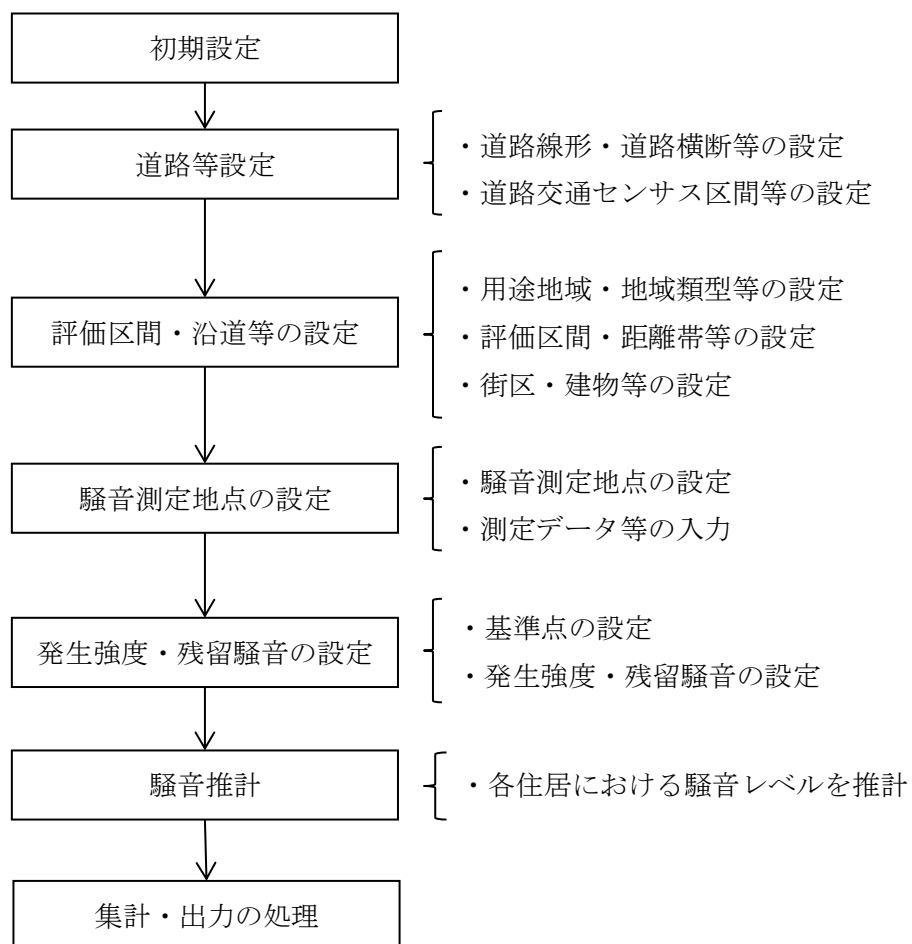 初期設定
道路等設定
・道路線形・道路横断等の設定
・道路交通センサス区間等の設定
評価区間・沿道等の設定
・用途地域・地域類型等の設定
・評価区間・距離帯等の設定
・街区・建物等の設定
騒音測定地点の設定
・騒音測定地点の設定
・測定データ等の入力
発生強度・残留騒音の設定
・基準点の設定
・発生強度・残留騒音の設定
騒音推計
・各住居における騒音レベルを推計
集計・出力の処理